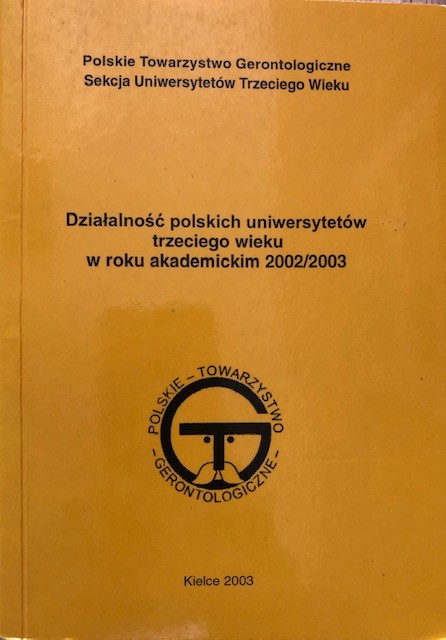 Polskie Towarzystwo Gerontologiczne
Sekcja Uniwersytetów Trzeciego Wieku
Działalność polskich uniwersytetów
trzeciego wieku
w roku akademickim 2002/2003
POLSKIE – TOWARZYSTWO
– GERONTOLOGICZNE –
GT
Kielce 2003